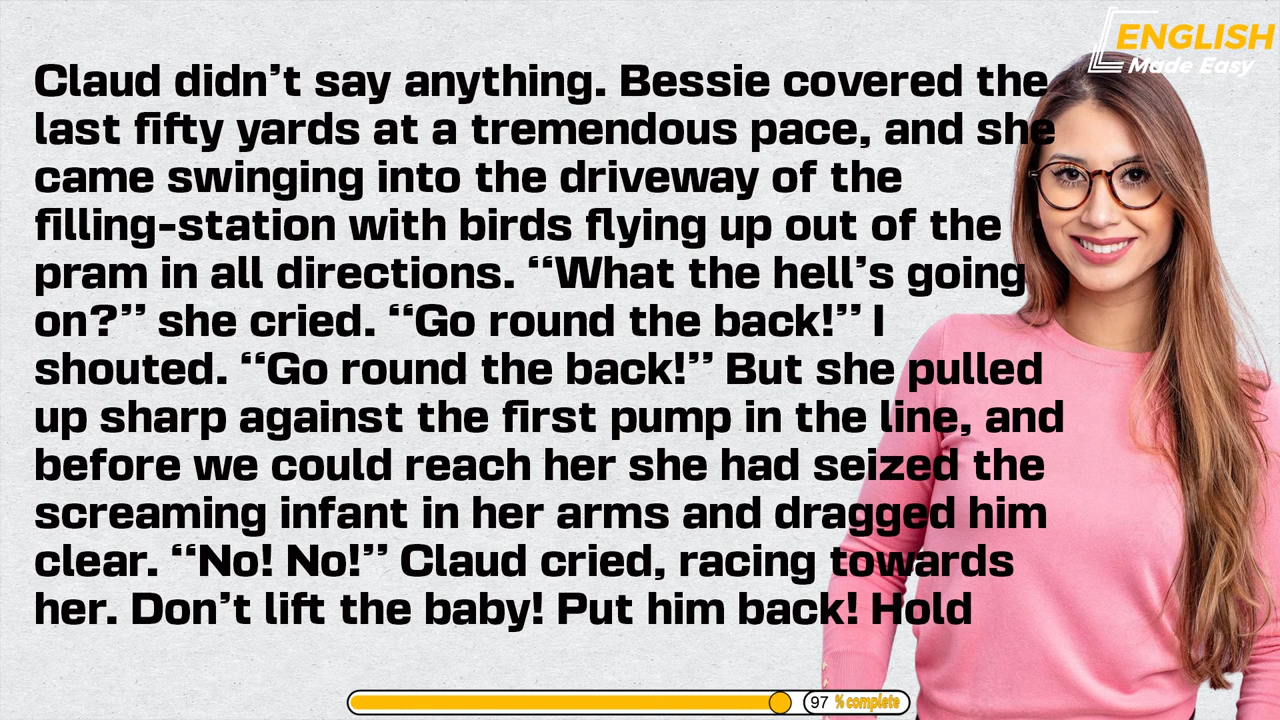 ENGLISH
Made Easy
Claud didn’t say anything. Bessie covered the
last fifty yards at a tremendous pace, and she
came swinging into the driveway of the
filling-station with birds flying up out of the
pram in all directions. “What the hell’s going
on?” she cried. “Go round the back!” I
shouted. “Go round the back!” But she pulled
up sharp against the first pump in the line, and
before we could reach her she had seized the
screaming infant in her arms and dragged him
clear. “No! No!” Claud cried, racing towards
her. Don’t lift the baby! Put him back! Hold
97 % complete